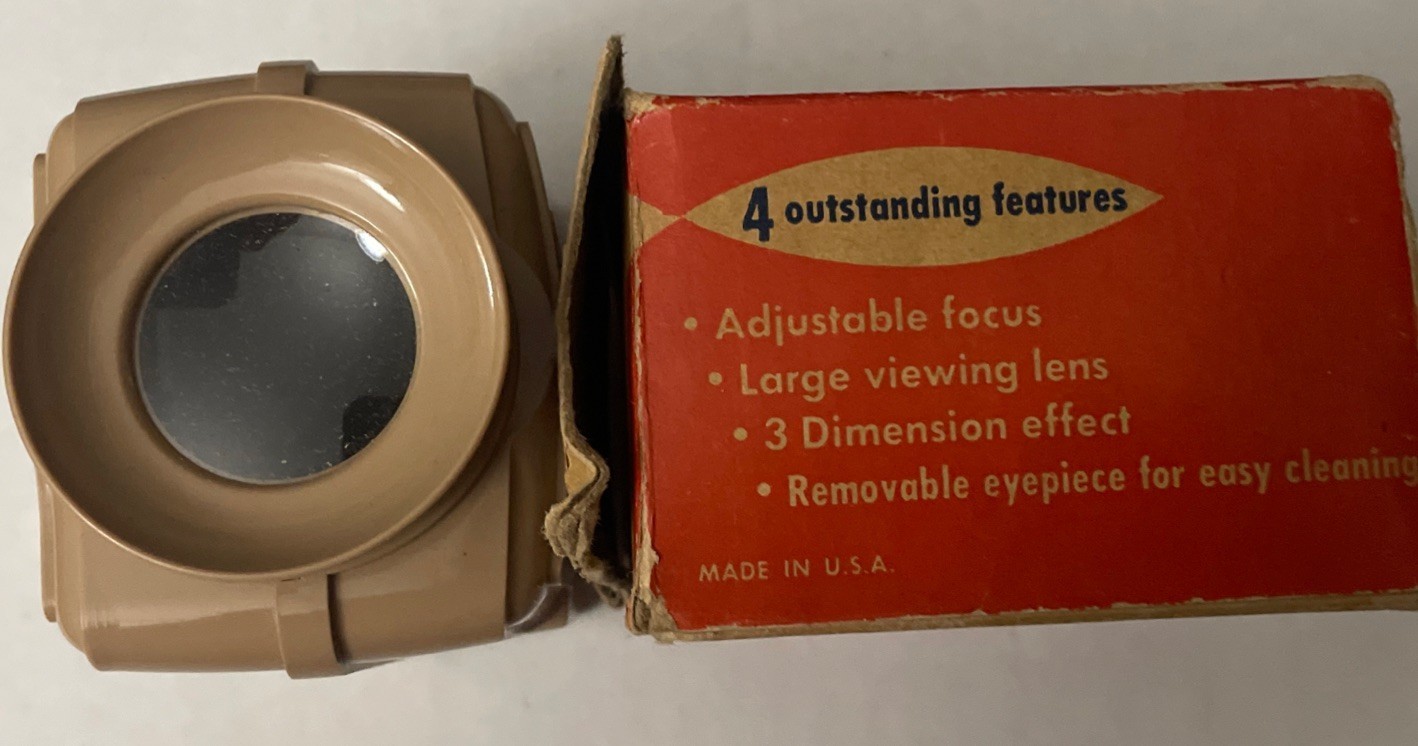 4 outstanding features
• Adjustable focus
• Large viewing lens
• 3 Dimension effect
• Removable eyepiece for easy cleaning
MADE IN U.S.A.